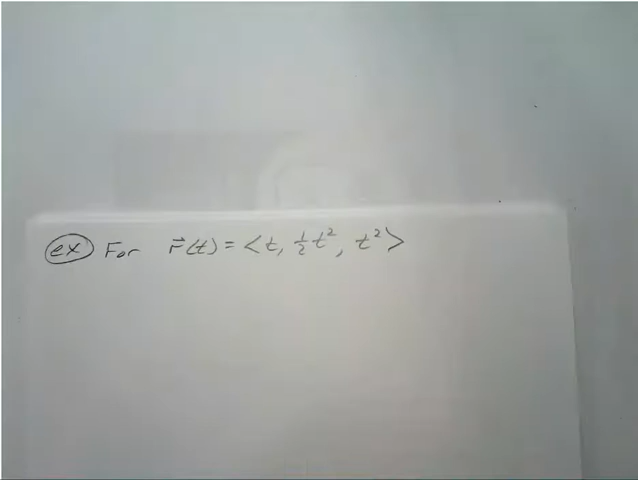 ex For r⃗(t) = <t, ½t², t²>